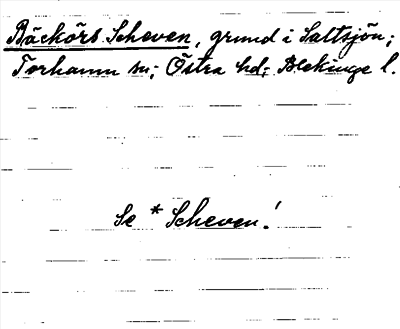 Bäckörs Scheven, grund i Saltsjön;
Torhamn sn; Östra hd; Blekinge l.
Se * Scheven!